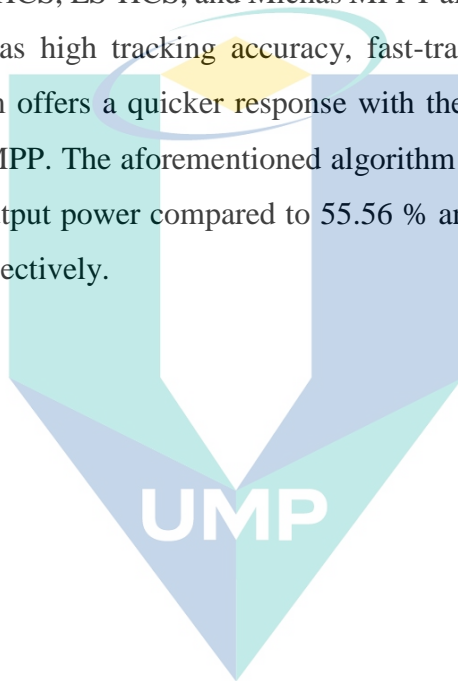 HCS, LS-HCS, and Michas MPPT
as high tracking accuracy, fast-tra
offers a quicker response with the
MPP. The aforementioned algorithm
tput power compared to 55.56 %
ectively.
UMP